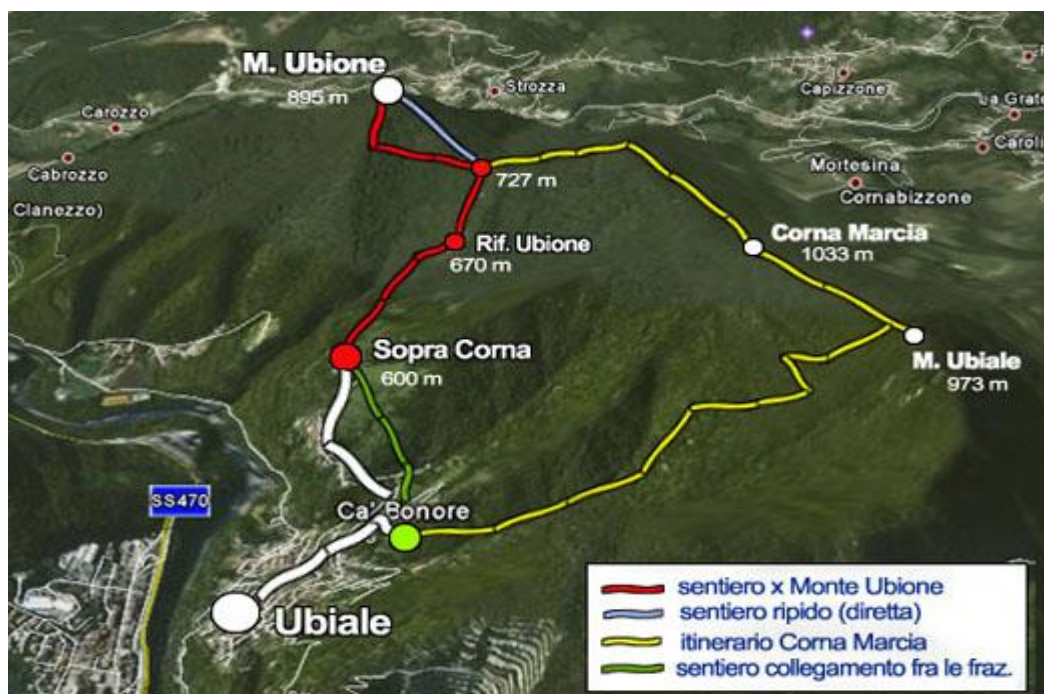 M. Ubione
895 m
Strozza
Capizzone
Carozzo
La Grate
Caroli
Cabrozzo
727 m
Mortesina
Cornabizzone
Clanezzo)
Corna Marcia
1033 m
Rif. Ubione
670 m
Sopra Corna
600 m
M. Ubiale
973 m
SS470
Ca' Bonore
Ubiale
sentiero x Monte Ubione
sentiero ripido (diretta)
itinerario Corna Marcia
sentiero collegamento fra le fraz.